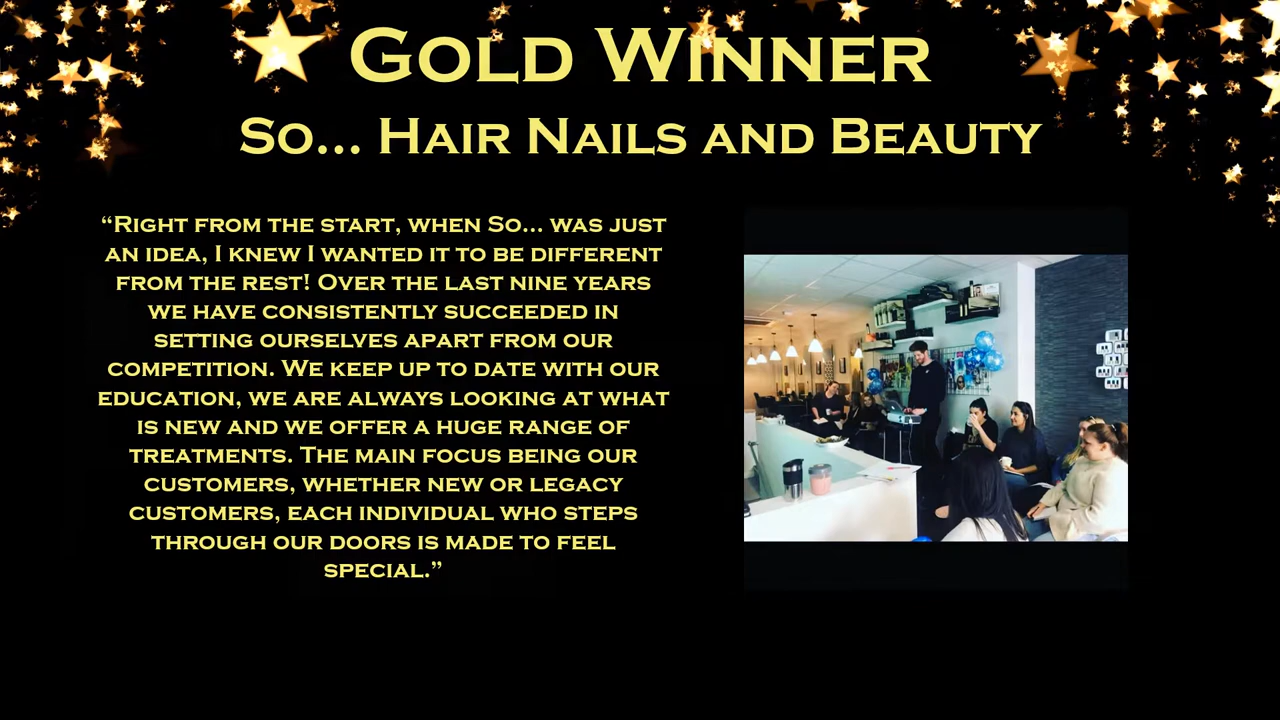 Gold Winner
So... Hair Nails and Beauty
“Right from the start, when So... was just
an idea, I knew I wanted it to be different
from the rest! Over the last nine years
we have consistently succeeded in
setting ourselves apart from our
competition. We keep up to date with our
education, we are always looking at what
is new and we offer a huge range of
treatments. The main focus being our
customers, whether new or legacy
customers, each individual who steps
through our doors is made to feel
special.”